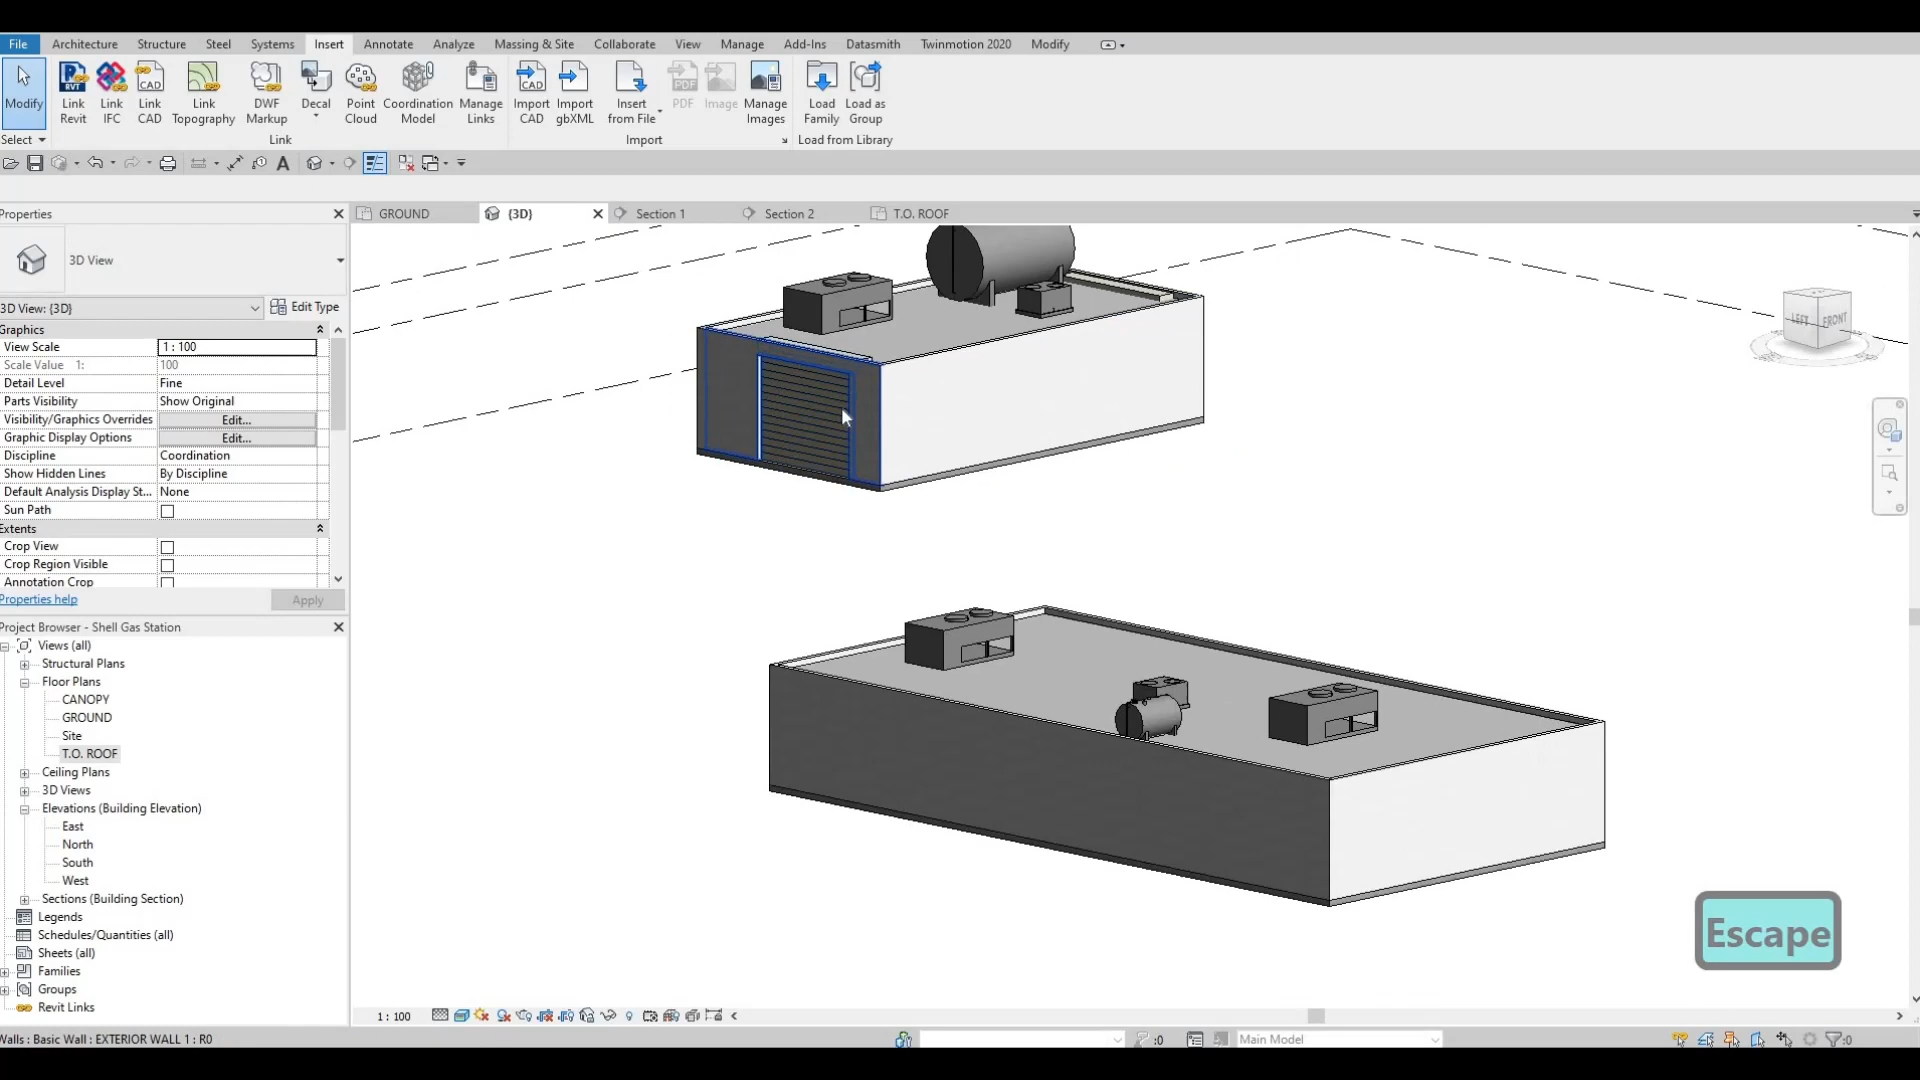 File Architecture Structure Steel Systems Insert Annotate Analyze Massing & Site Collaborate View Manage Add-Ins Datasmith Twinmotion 2020 Modify
Modify
Link Revit
Link IFC
Link CAD
Link Topography
DWF Markup
Decal
Point Cloud
Coordination Model
Manage Links
Import CAD
Import gbXML
Insert from File
PDF
Image
Manage Images
Load Family
Load as Group
Select Link Import Load from Library
A
Properties
GROUND {3D} Section 1 Section 2 T.O. ROOF
3D View
3D View: {3D} Edit Type
Graphics
View Scale 1 : 100
Scale Value 1: 100
Detail Level Fine
Parts Visibility Show Original
Visibility/Graphics Overrides Edit...
Graphic Display Options Edit...
Discipline Coordination
Show Hidden Lines By Discipline
Default Analysis Display St... None
Sun Path
Extents
Crop View
Crop Region Visible
Annotation Crop
Properties help Apply
LEFT FRONT
Project Browser - Shell Gas Station
Views (all)
Structural Plans
Floor Plans
CANOPY
GROUND
Site
T.O. ROOF
Ceiling Plans
3D Views
Elevations (Building Elevation)
East
North
South
West
Sections (Building Section)
Legends
Schedules/Quantities (all)
Sheets (all)
Families
Groups
Revit Links
Escape
1 : 100
Walls : Basic Wall : EXTERIOR WALL 1 : R0
:0
Main Model
:0